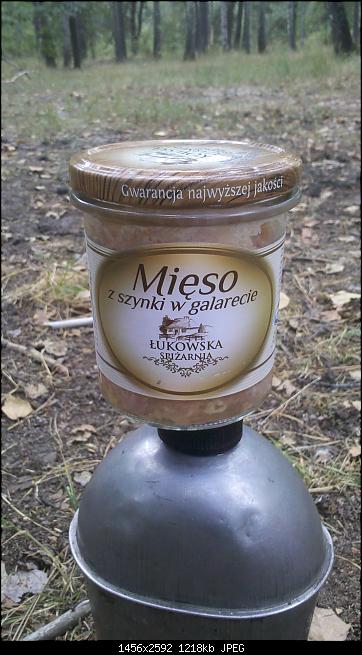 Gwarancja najwyższej jakości
Mięso
z szynki w galarecie
ŁUKOWSKA
SPIŻARNIA
1456x2592 1218kb JPEG